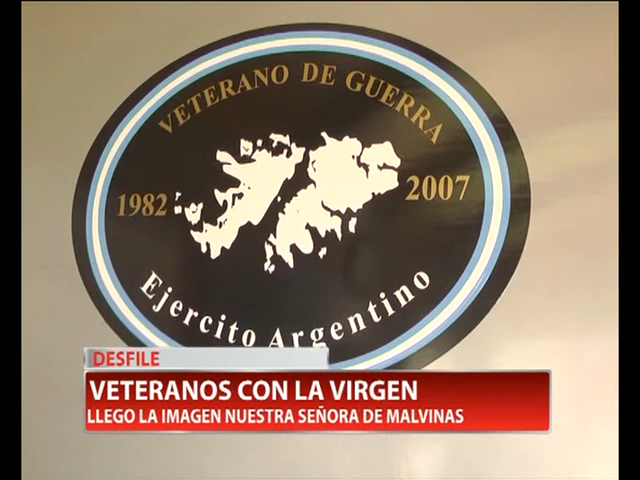 VETERANO DE GUERRA
1982
2007
Ejercito Argentino
DESFILE
VETERANOS CON LA VIRGEN
LLEGO LA IMAGEN NUESTRA SEÑORA DE MALVINAS